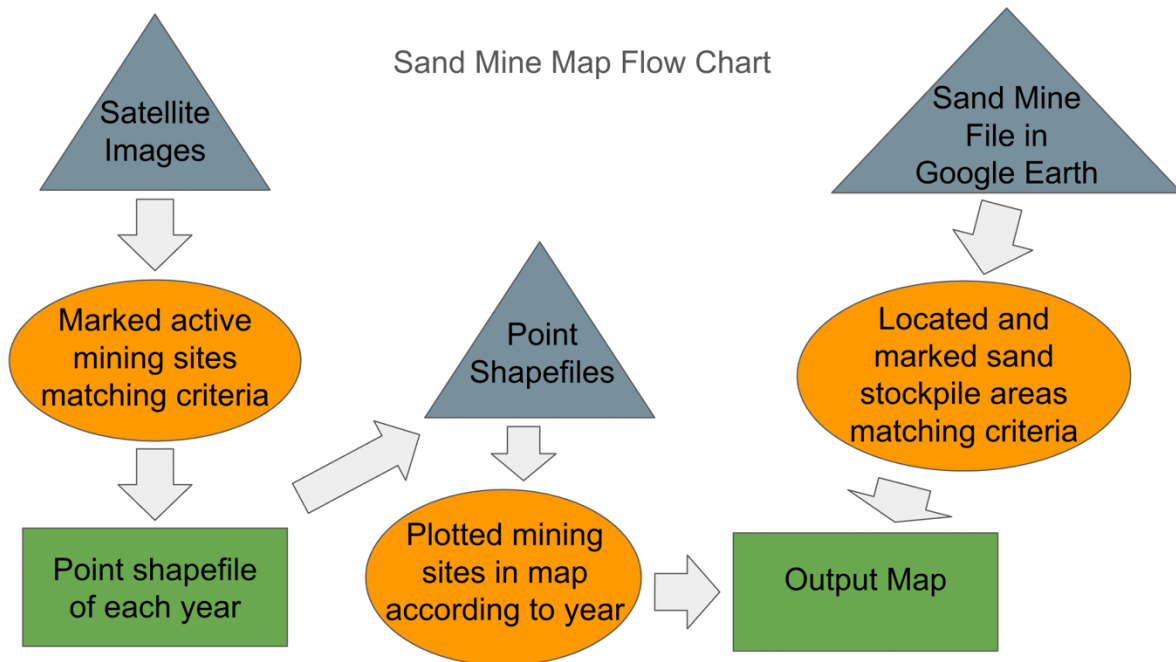 Sand Mine Map Flow Chart
Satellite
Images
Marked active
mining sites
matching criteria
Point shapefile
of each year
Point
Shapefiles
Plotted mining
sites in map
according to year
Sand Mine
File in
Google Earth
Located and
marked sand
stockpile areas
matching criteria
Output Map